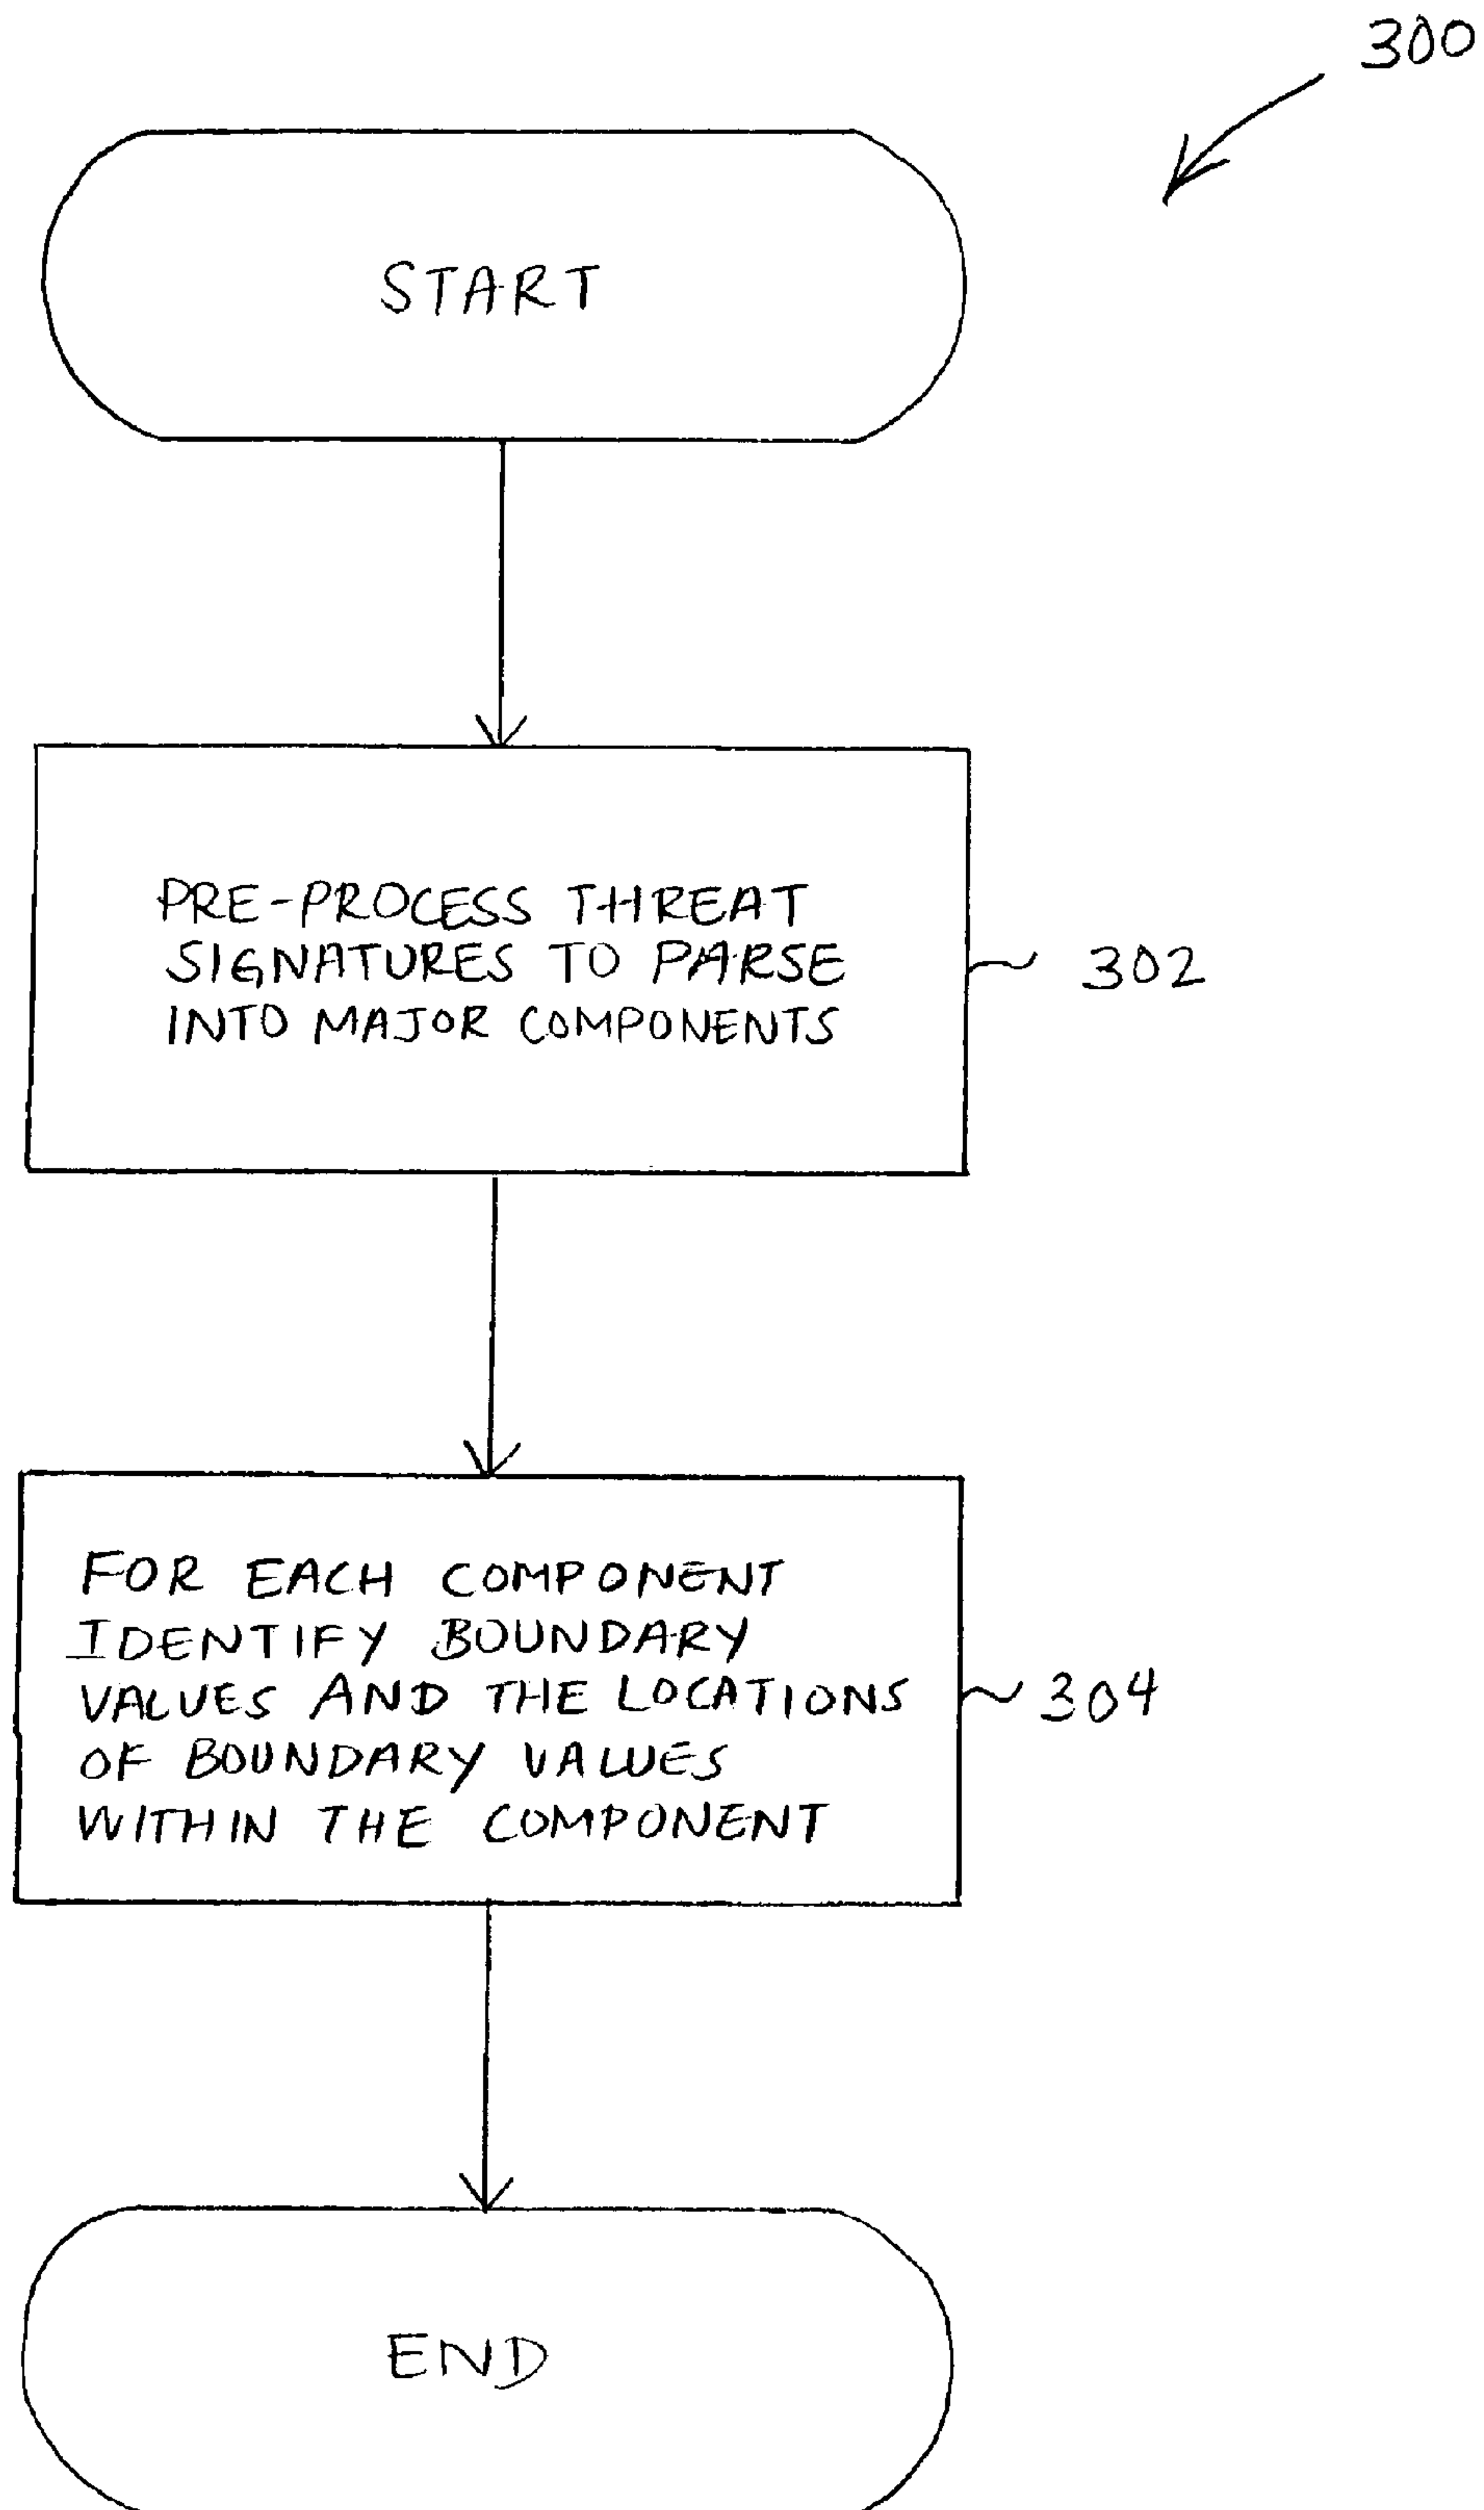 300
START
PRE-PROCESS THREAT
SIGNATURES TO PARSE
INTO MAJOR COMPONENTS
302
FOR EACH COMPONENT
IDENTIFY BOUNDARY
VALUES AND THE LOCATIONS
OF BOUNDARY VALUES
WITHIN THE COMPONENT
304
END